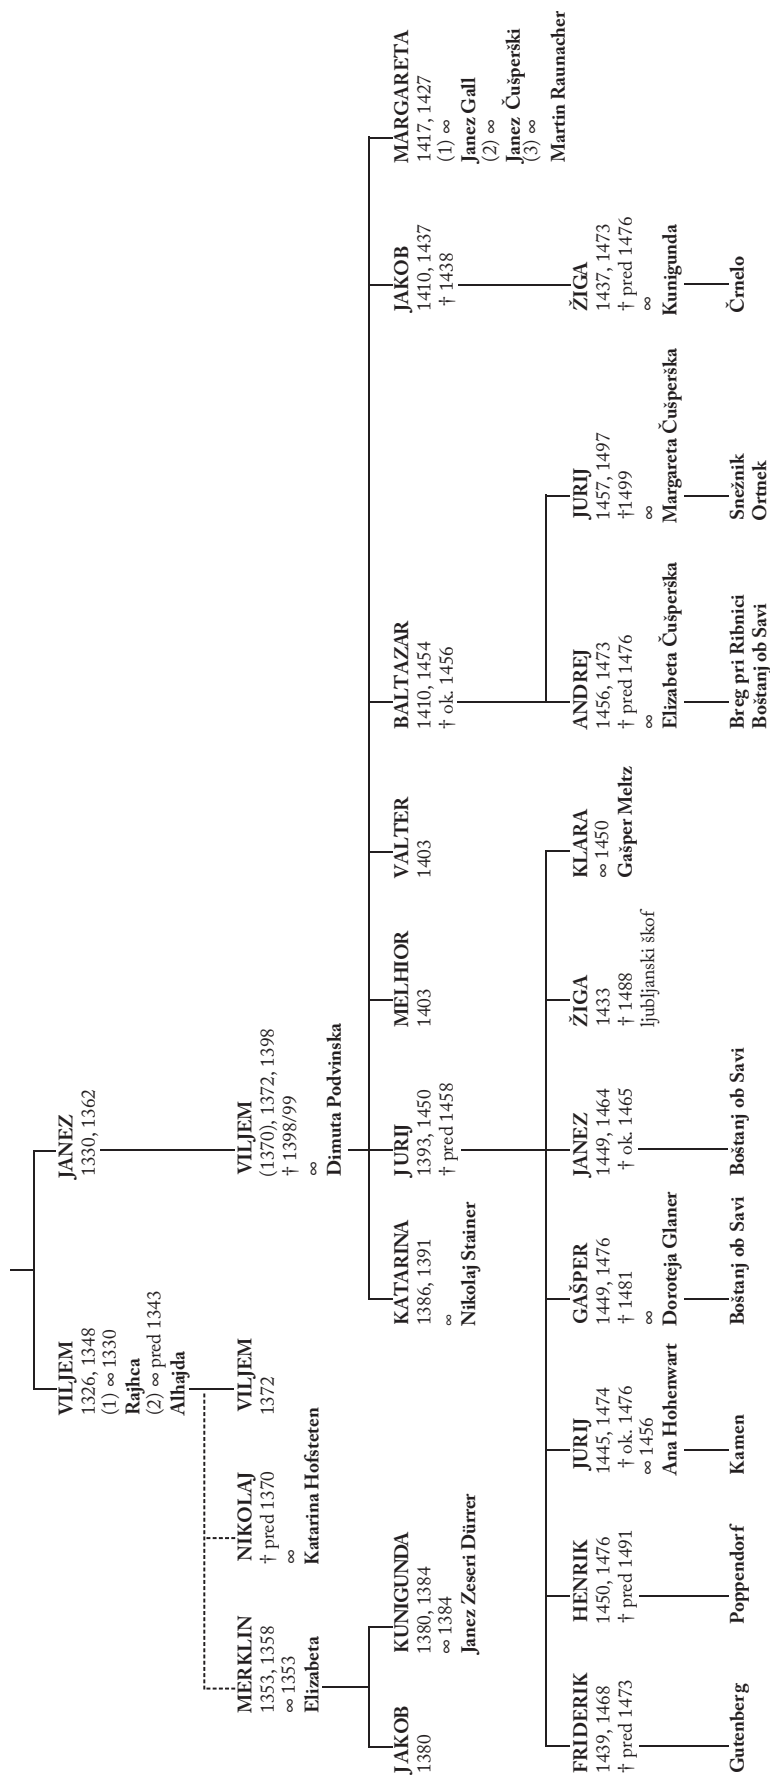 VILJEM
1326, 1348
(1) ∞ 1330
Rajhca
(2) ∞ pred 1343
Alhajda
JANEZ
1330, 1362
MERKLIN
1353, 1358
∞ 1353
Elizabeta
NIKOLAJ
† pred 1370
∞
Katarina Hofsteten
VILJEM
1372
VILJEM
(1370), 1372, 1398
† 1398/99
∞
Dimuta Podvinska
JAKOB
1380
KUNIGUNDA
1380, 1384
∞ 1384
Janez Zeseri Dürrer
KATARINA
1386, 1391
∞
Nikolaj Stainer
JURIJ
1393, 1450
† pred 1458
MELHIOR
1403
VALTER
1403
BALTAZAR
1410, 1454
† ok. 1456
JAKOB
1410, 1437
† 1438
MARGARETA
1417, 1427
(1) ∞
Janez Gall
(2) ∞
Janez Čušperški
(3) ∞
Martin Raunacher
FRIDERIK
1439, 1468
† pred 1473
Gutenberg
HENRIK
1450, 1476
† pred 1491
Poppendorf
JURIJ
1445, 1474
† ok. 1476
∞ 1456
Ana Hohenwart
Kamen
GAŠPER
1449, 1476
† 1481
∞
Doroteja Glaner
Boštanj ob Savi
JANEZ
1449, 1464
† ok. 1465
Boštanj ob Savi
ŽIGA
1433
† 1488
ljubljanski škof
KLARA
∞ 1450
Gašper Meltz
ANDREJ
1456, 1473
† pred 1476
∞
Elizabeta Čušperška
Breg pri Ribnici
Boštanj ob Savi
JURIJ
1457, 1497
†1499
∞
Margareta Čušperška
Snežnik
Ortnek
ŽIGA
1437, 1473
† pred 1476
∞
Kunigunda
Črnelo